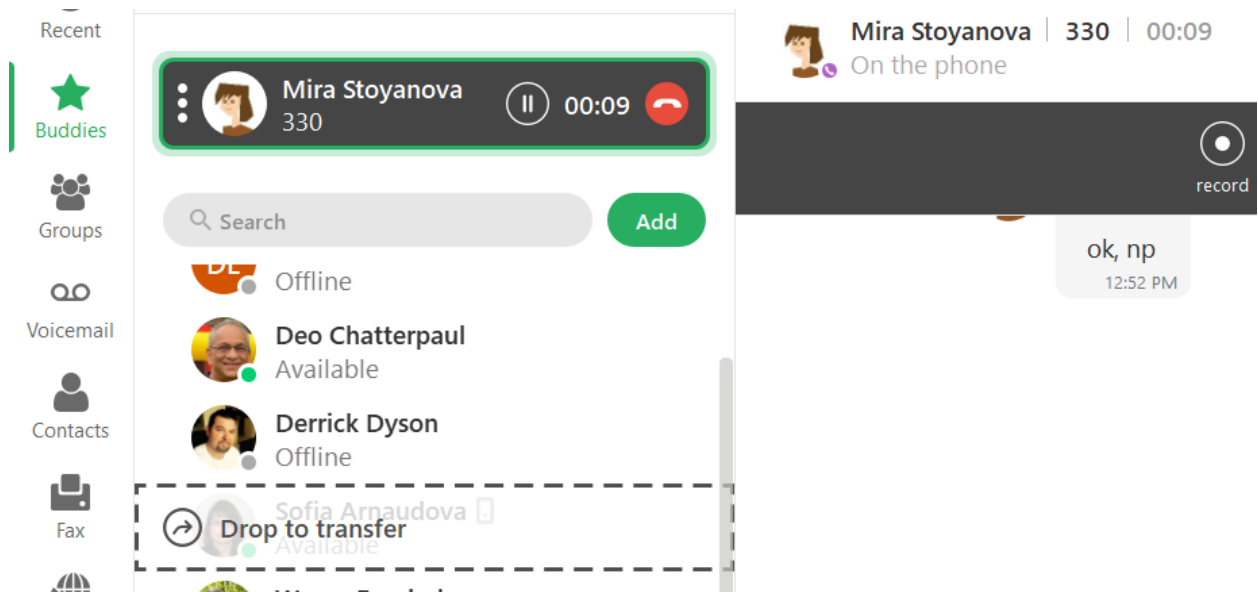 Recent
Buddies
Groups
Voicemail
Contacts
Fax
Mira Stoyanova
330
00:09
Search
Add
Offline
Deo Chatterpaul
Available
Derrick Dyson
Offline
Sofia Arnaudova
Drop to transfer
Available
Mira Stoyanova 330 00:09
On the phone
record
ok, np
12:52 PM